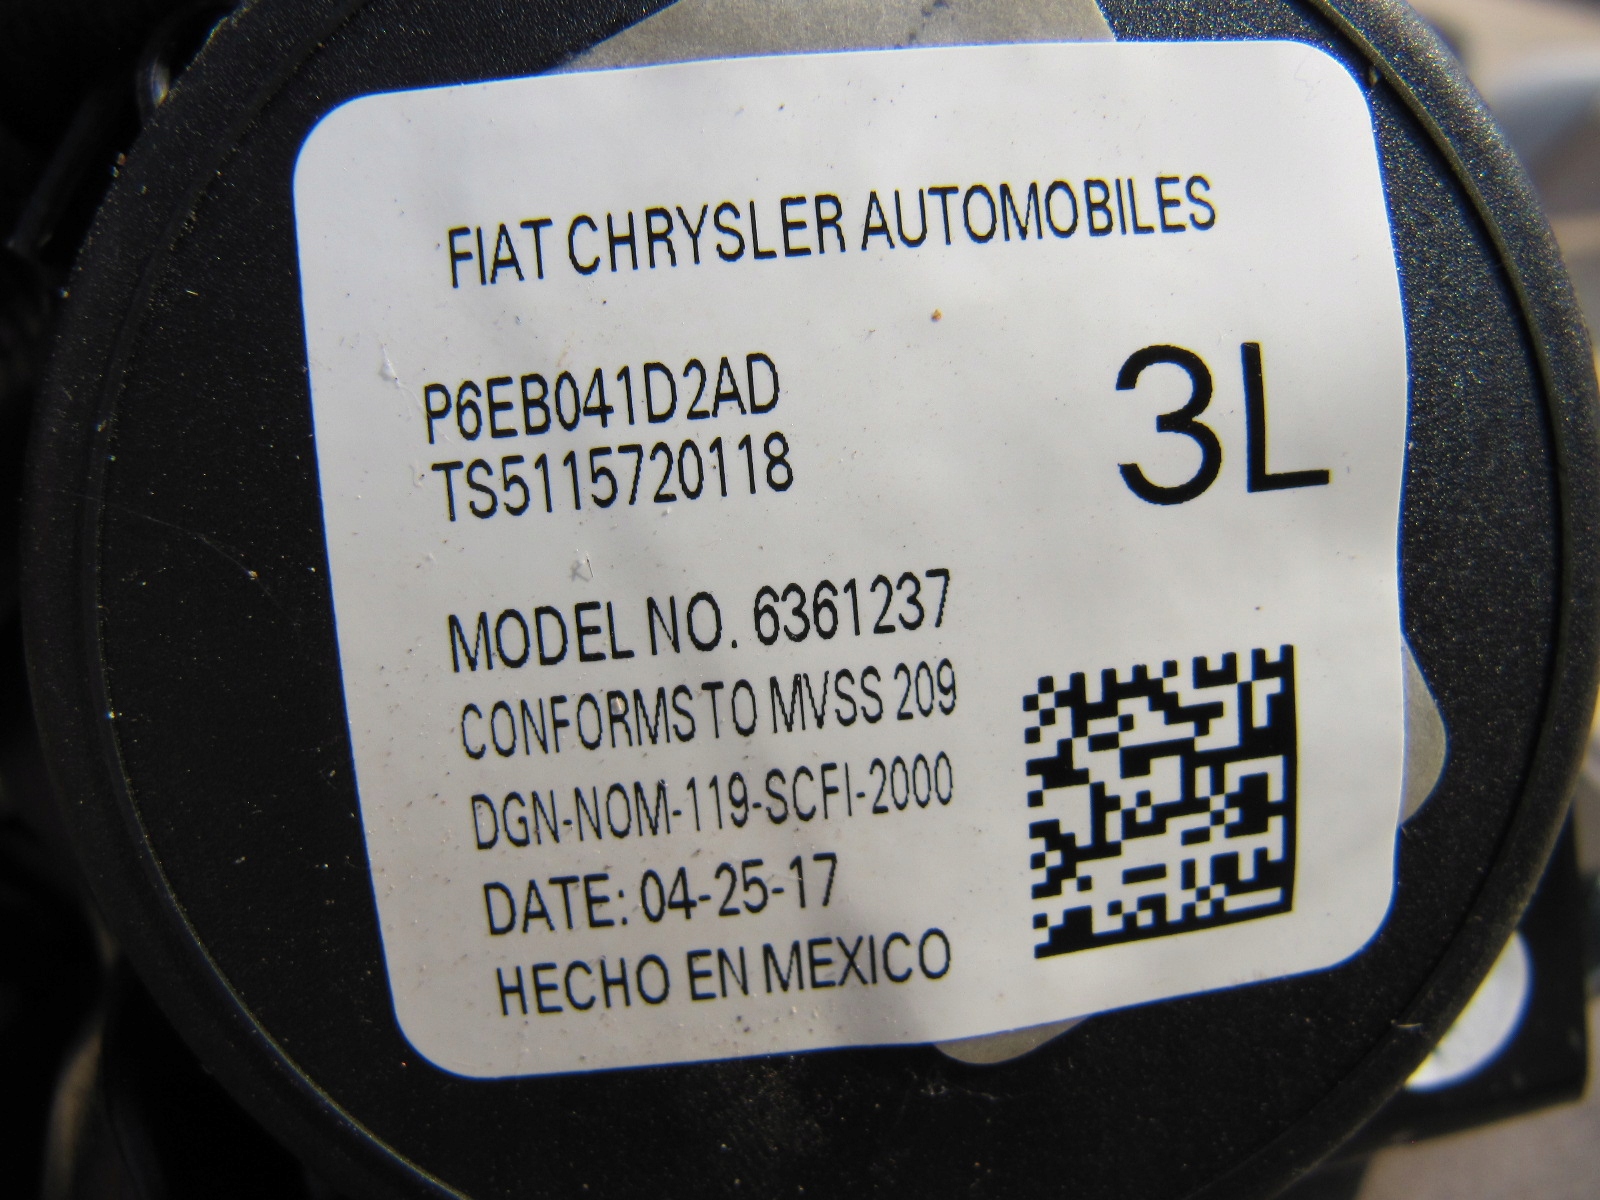 FIAT CHRYSLER AUTOMOBILES
P6EB041D2AD
TS5115720118
3L
MODEL NO. 6361237
CONFORMS TO MVSS 209
DGN-NOM-119-SCFI-2000
DATE: 04-25-17
HECHO EN MEXICO